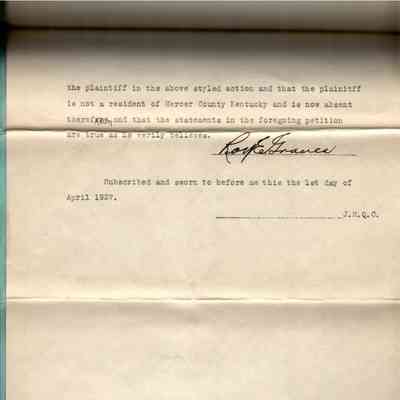 the plaintiff in the above styled action and that the plaintiff
is not a resident of Mercer County Kentucky and is now absent
therefrom, and that the statements in the foregoing petition
are true as he verily believes.
Roy E Graves
Subscribed and sworn to before me this the 1st day of
April 1927.
J.M.Q.C.